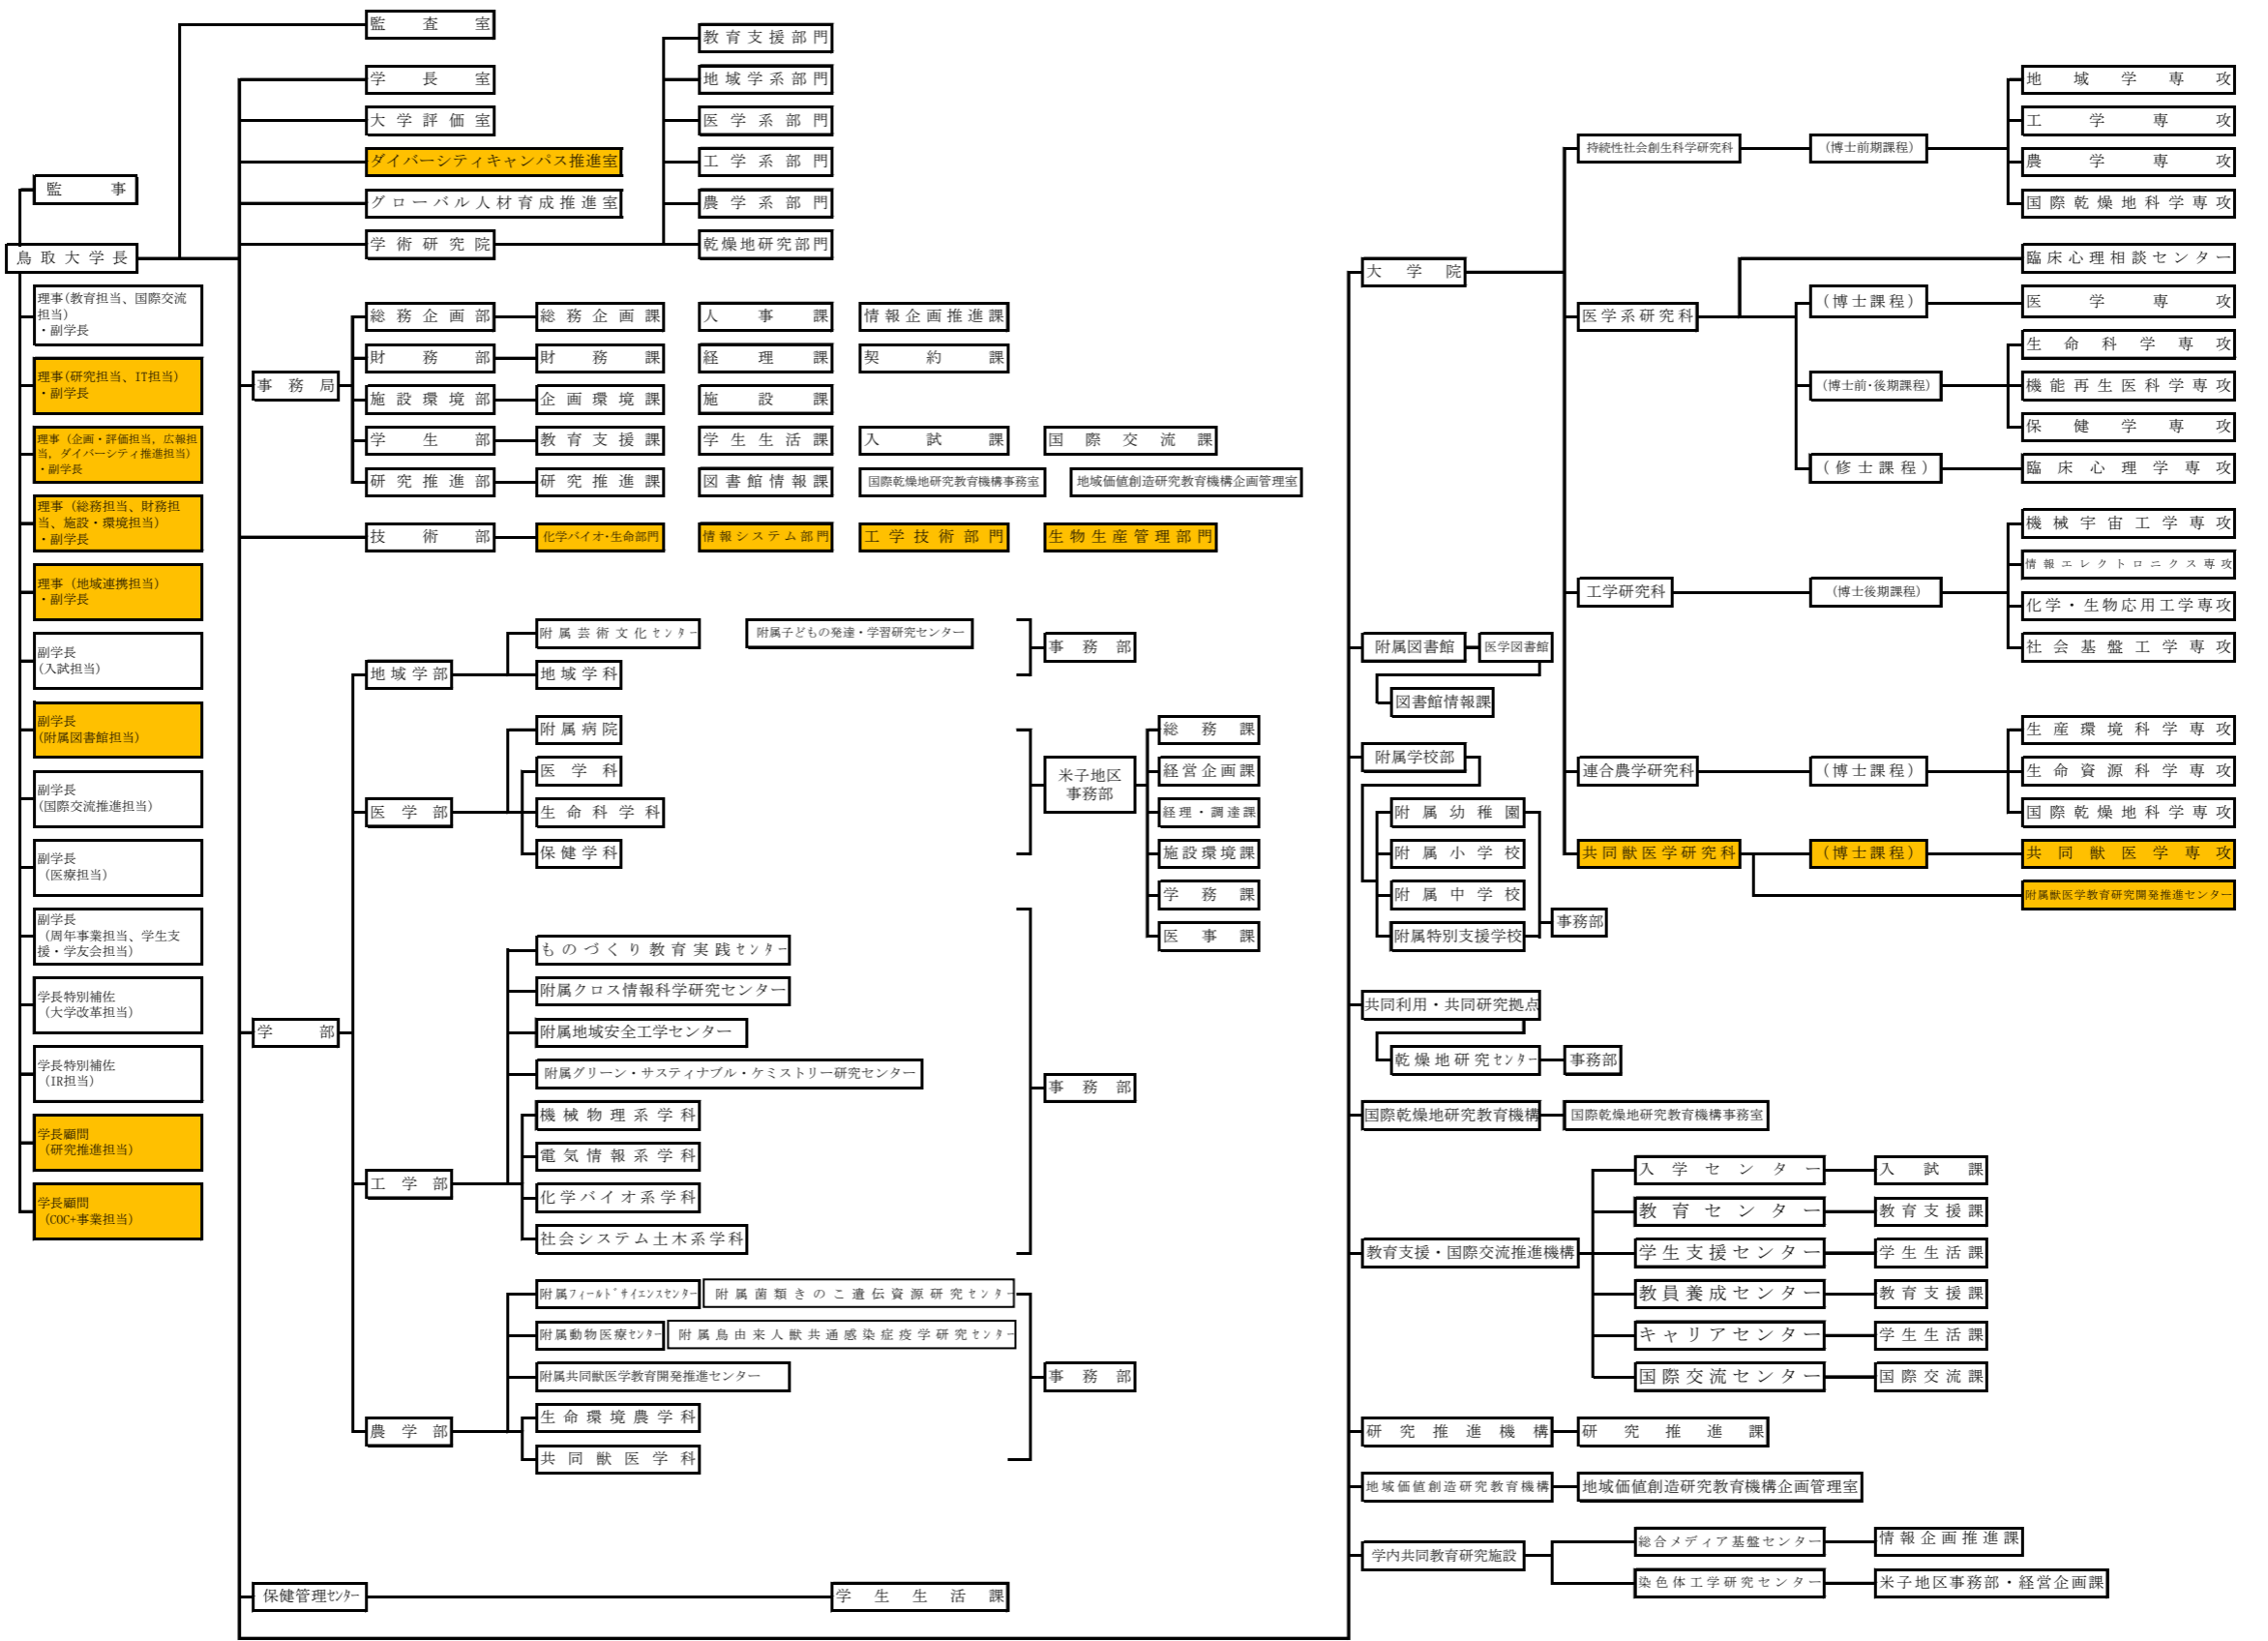 監査室
学長室
大学評価室
ダイバーシティキャンパス推進室
グローバル人材育成推進室
学術研究院
教育支援部門
地域学系部門
医学系部門
工学系部門
農学系部門
乾燥地研究部門
監事
鳥取大学長
理事(教育担当、国際交流
担当)
・副学長
理事(研究担当、IT担当)
・副学長
理事（企画・評価担当，広報担
当，ダイバーシティ推進担当）
・副学長
理事（総務担当、財務担
当、施設・環境担当）
・副学長
理事（地域連携担当）
・副学長
副学長
(入試担当)
副学長
(附属図書館担当)
副学長
(国際交流推進担当)
副学長
（医療担当）
副学長
（周年事業担当、学生支
援・学友会担当）
学長特別補佐
（大学改革担当）
学長特別補佐
（IR担当）
学長顧問
（研究推進担当）
学長顧問
（COC+事業担当）
事務局
総務企画部
総務企画課
人事課
情報企画推進課
財務部
財務課
経理課
契約課
施設環境部
企画環境課
施設課
学生部
教育支援課
学生生活課
入試課
国際交流課
研究推進部
研究推進課
図書館情報課
国際乾燥地研究教育機構事務室
地域価値創造研究教育機構企画管理室
技術部
化学バイオ・生命部門
情報システム部門
工学技術部門
生物生産管理部門
学部
地域学部
附属芸術文化センター
附属子どもの発達・学習研究センター
地域学科
事務部
医学部
附属病院
医学科
生命科学科
保健学科
米子地区
事務部
総務課
経営企画課
経理・調達課
施設環境課
学務課
医事課
工学部
ものづくり教育実践センター
附属クロス情報科学研究センター
附属地域安全工学センター
附属グリーン・サスティナブル・ケミストリー研究センター
機械物理系学科
電気情報系学科
化学バイオ系学科
社会システム土木系学科
事務部
農学部
附属フィールドサイエンスセンター
附属菌類きのこ遺伝資源研究センター
附属動物医療センター
附属鳥由来人獣共通感染症疫学研究センター
附属共同獣医学教育開発推進センター
生命環境農学科
共同獣医学科
事務部
保健管理センター
学生生活課
大学院
持続性社会創生科学研究科
（博士前期課程）
地域学専攻
工学専攻
農学専攻
国際乾燥地科学専攻
医学系研究科
臨床心理相談センター
（博士課程）
医学専攻
（博士前・後期課程）
生命科学専攻
機能再生医科学専攻
保健学専攻
（修士課程）
臨床心理学専攻
工学研究科
（博士後期課程）
機械宇宙工学専攻
情報エレクトロニクス専攻
化学・生物応用工学専攻
社会基盤工学専攻
連合農学研究科
（博士課程）
生産環境科学専攻
生命資源科学専攻
国際乾燥地科学専攻
共同獣医学研究科
（博士課程）
共同獣医学専攻
附属獣医学教育研究開発推進センター
附属図書館
医学図書館
図書館情報課
附属学校部
附属幼稚園
附属小学校
附属中学校
附属特別支援学校
事務部
共同利用・共同研究拠点
乾燥地研究センター
事務部
国際乾燥地研究教育機構
国際乾燥地研究教育機構事務室
教育支援・国際交流推進機構
入学センター
入試課
教育センター
教育支援課
学生支援センター
学生生活課
教員養成センター
教育支援課
キャリアセンター
学生生活課
国際交流センター
国際交流課
研究推進機構
研究推進課
地域価値創造研究教育機構
地域価値創造研究教育機構企画管理室
学内共同教育研究施設
総合メディア基盤センター
情報企画推進課
染色体工学研究センター
米子地区事務部・経営企画課